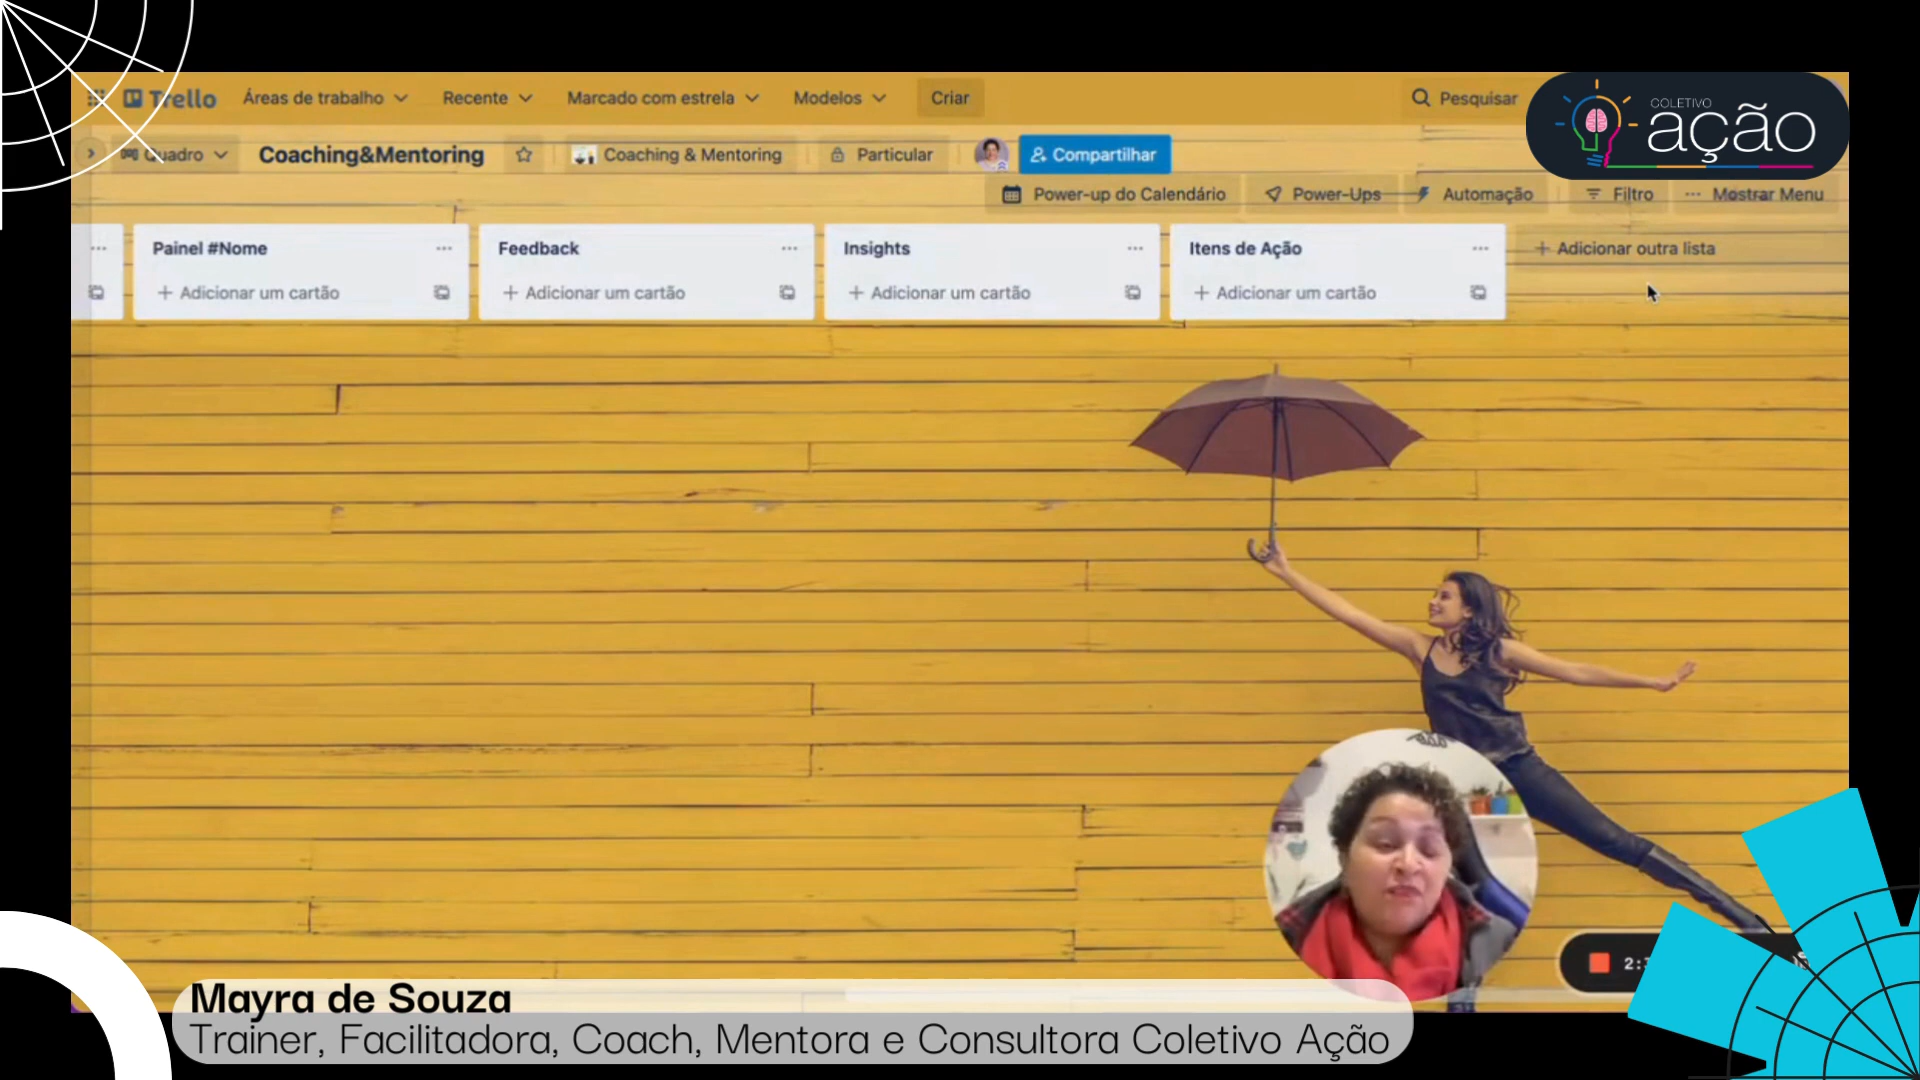 Trello Áreas de trabalho Recente Marcado com estrela Modelos Criar Pesquisar
COLETIVO
ação
Quadro Coaching&Mentoring Coaching & Mentoring Particular Compartilhar
Power-up do Calendário Power-Ups Automação Filtro Mostrar Menu
Painel #Nome Feedback Insights Itens de Ação + Adicionar outra lista
+ Adicionar um cartão + Adicionar um cartão + Adicionar um cartão + Adicionar um cartão
Mayra de Souza
Trainer, Facilitadora, Coach, Mentora e Consultora Coletivo Ação